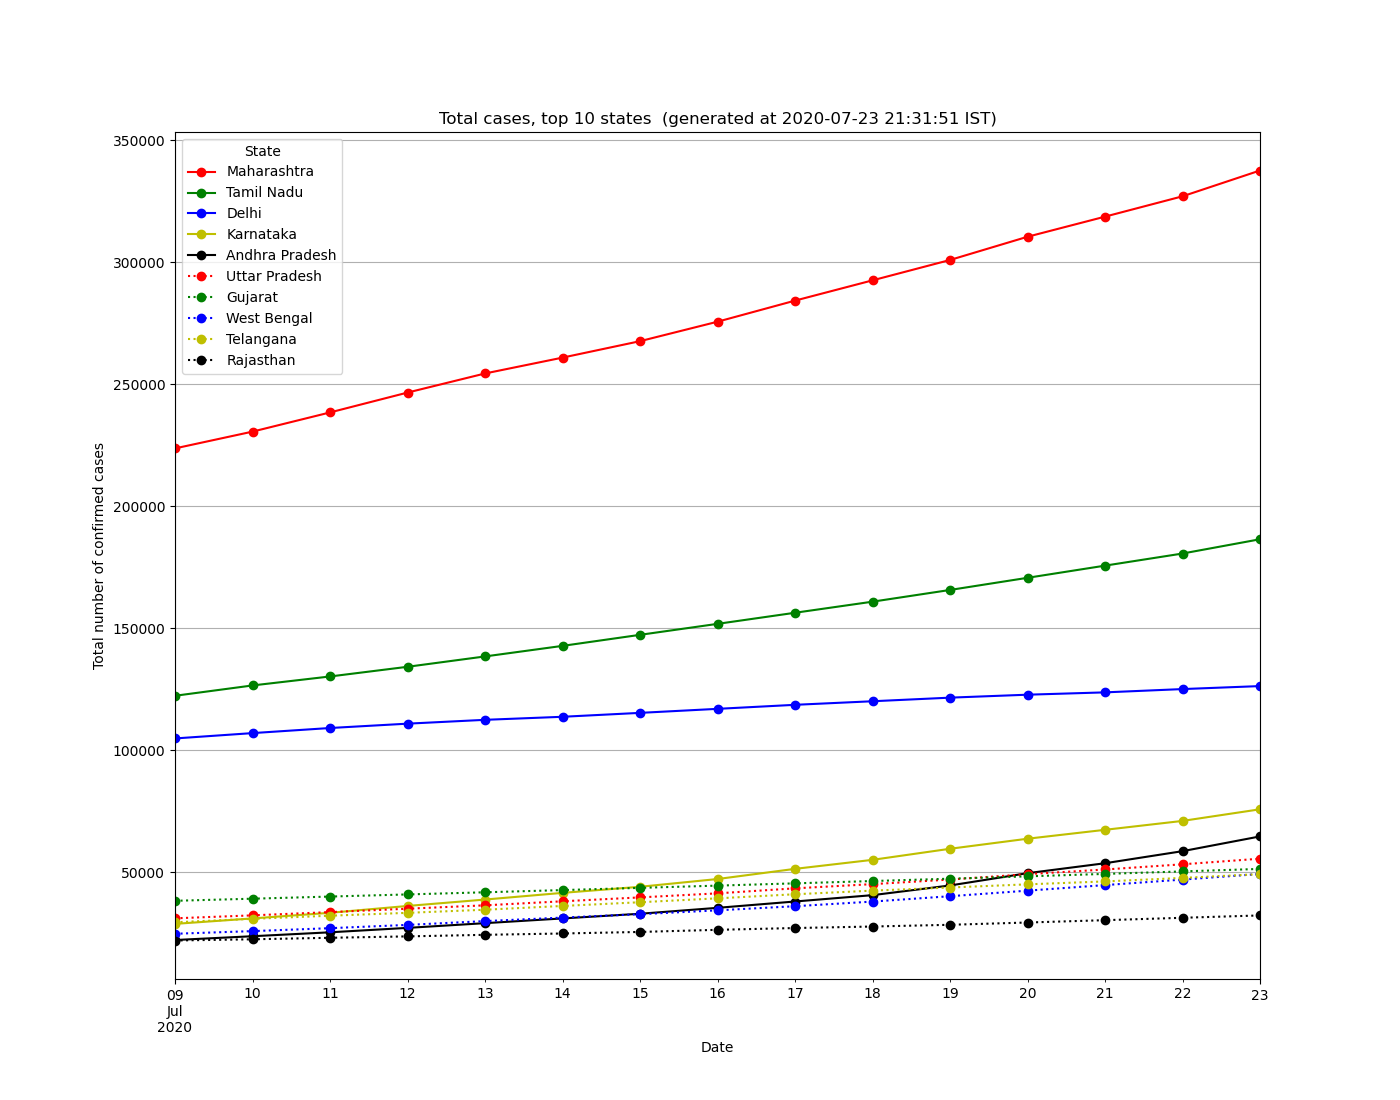 Total cases, top 10 states  (generated at 2020-07-23 21:31:51 IST)
State
Maharashtra
Tamil Nadu
Delhi
Karnataka
Andhra Pradesh
Uttar Pradesh
Gujarat
West Bengal
Telangana
Rajasthan
Total number of confirmed cases
350000
300000
250000
200000
150000
100000
50000
09 10 11 12 13 14 15 16 17 18 19 20 21 22 23
Jul
2020
Date